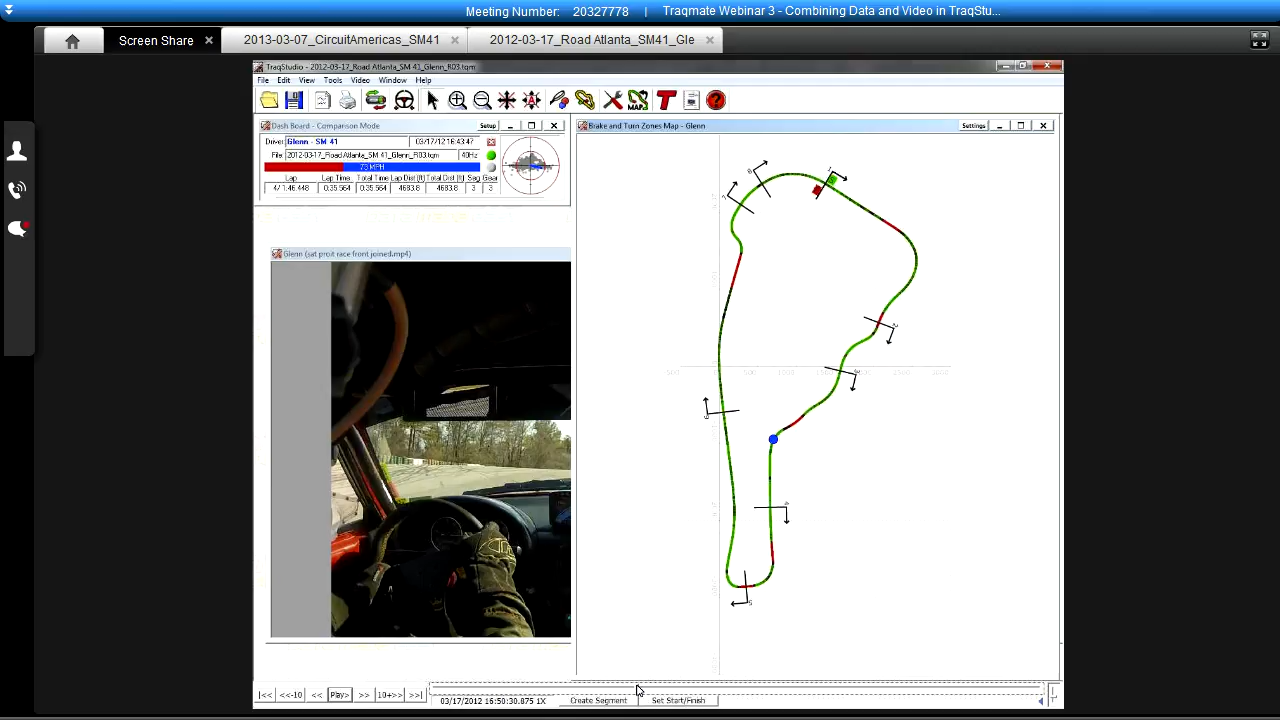 Meeting Number: 20327778 | Traqmate Webinar 3 - Combining Data and Video in TraqStu...
Screen Share
2013-03-07_CircuitAmericas_SM41
2012-03-17_Road Atlanta_SM41_Gle
TraqStudio - 2012-03-17_Road Atlanta_SM 41_Glenn_R03.tqm
File Edit View Tools Video Window Help
MAP
Dash Board - Comparison Mode Setup
Brake and Turn Zones Map - Glenn Settings
Driver: Glenn - SM 41 03/17/12 16:43:47
File: 2012-03-17_Road Atlanta_SM 41_Glenn_R03.tqm 40Hz
73 MPH
Lap Lap Time Total Time Lap Dist (ft) Total Dist (ft) Seg Gear
4/ 1:46.448 0:35.564 0:35.564 4683.8 4683.8 3 3
Glenn (sat proit race front joined.mp4)
|<< <<-10 << Play> >> 10+>> >>|
03/17/2012 16:50:30.875 1X Create Segment Set Start/Finish